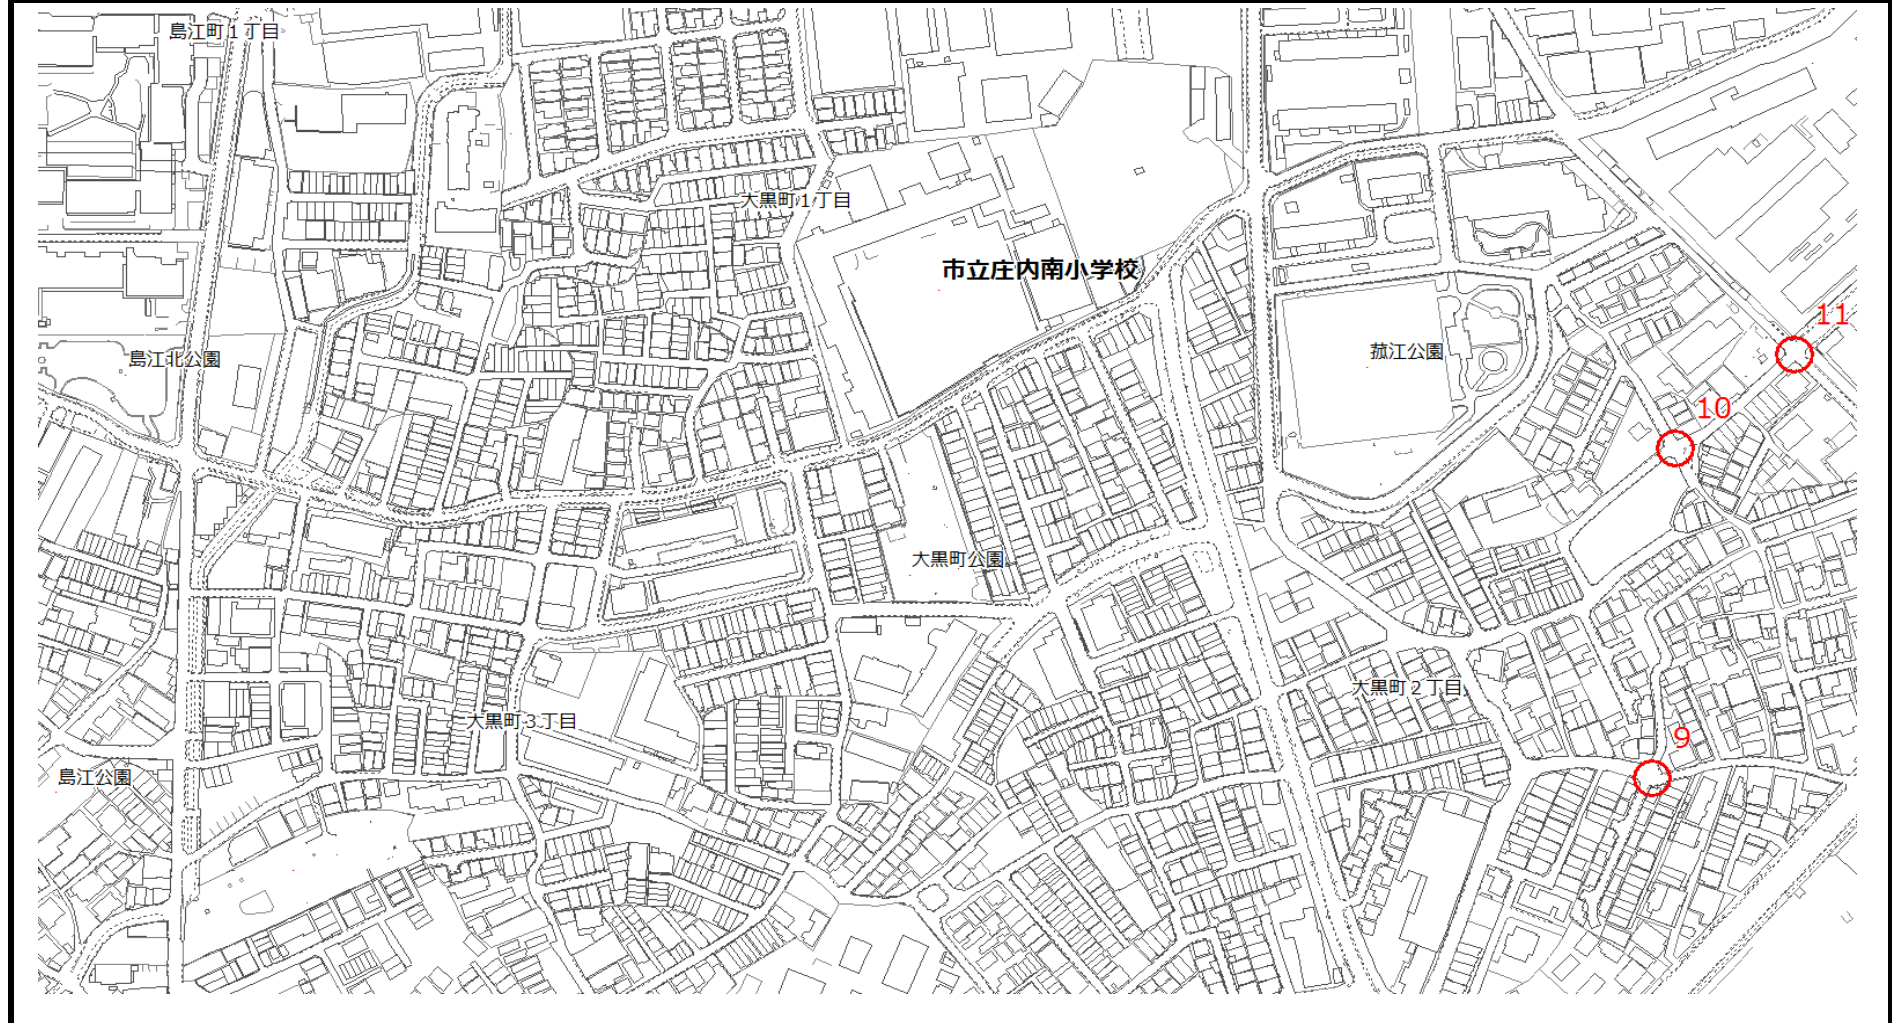 島江町1丁目
大黒町1丁目
市立庄内南小学校
11
菰江公園
島江北公園
10
大黒町公園
大黒町2丁目
大黒町3丁目
9
島江公園